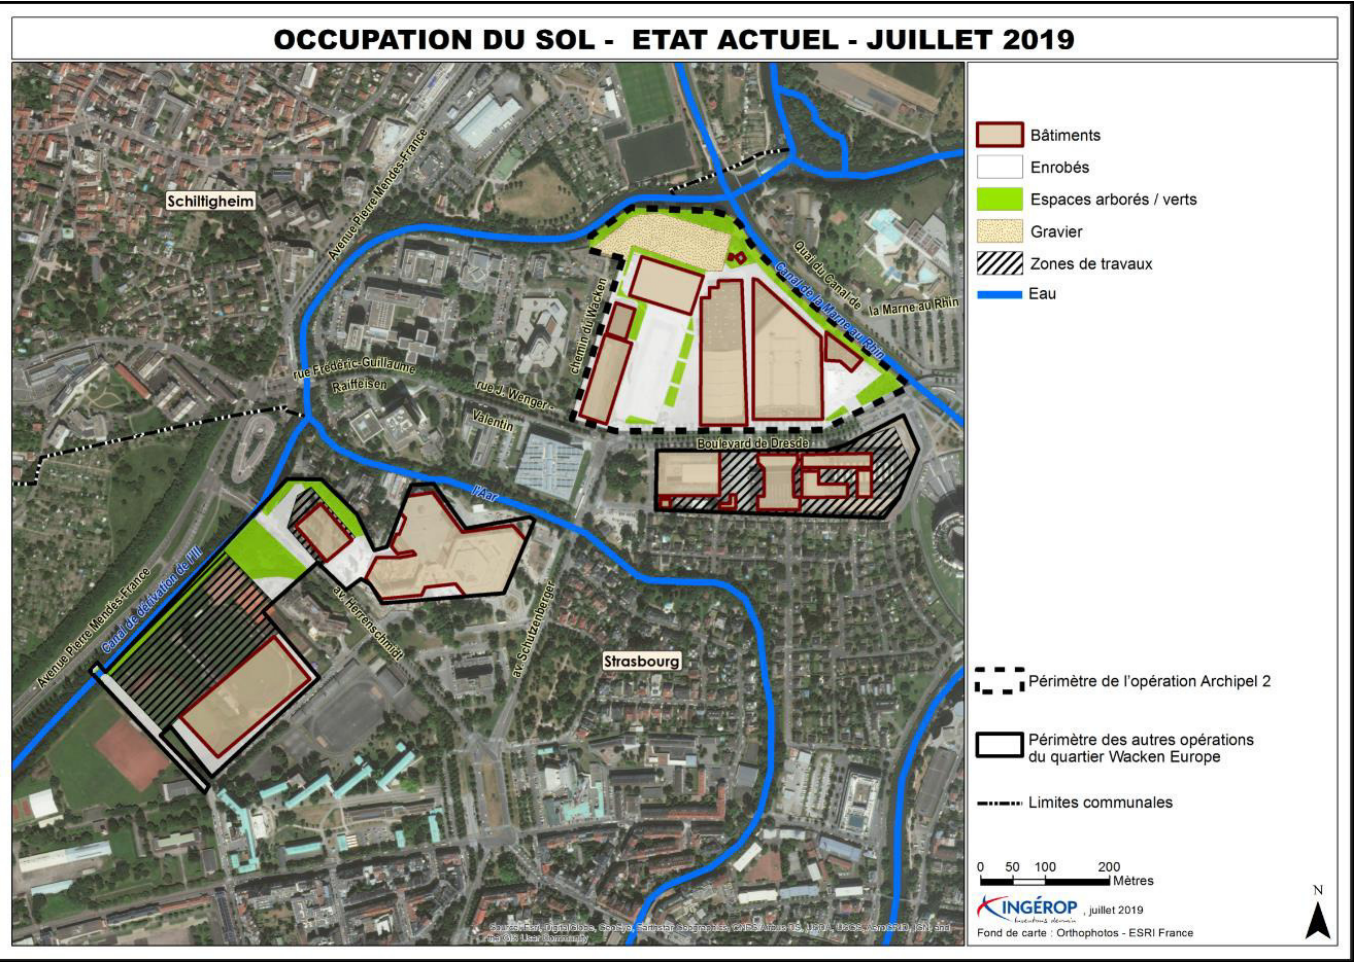 OCCUPATION DU SOL - ETAT ACTUEL - JUILLET 2019
Schiltigheim
Avenue Pierre Mendès-France
Quai du Canal de
la Marne au Rhin
Canal de la Marne au Rhin
chemin du Wacken
rue Frédéric-Guillaume
Raiffeisen
rue J. Wenger -
Valentin
Boulevard de Dresde
l'Aar
Canal de dérivation de l'Ill
Avenue Pierre Mendès-France
av. Herrenschmidt
av. Schutzenberger
Strasbourg
Bâtiments
Enrobés
Espaces arborés / verts
Gravier
Zones de travaux
Eau
Périmètre de l'opération Archipel 2
Périmètre des autres opérations
du quartier Wacken Europe
Limites communales
0 50 100 200
Mètres
N
INGÉROP , juillet 2019
Inventons demain
Fond de carte : Orthophotos - ESRI France